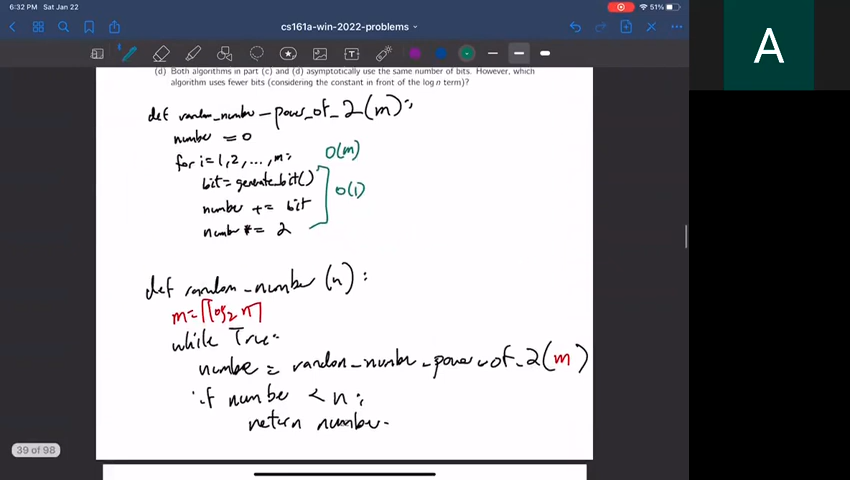 6:32 PM Sat Jan 22
51%
cs161a-win-2022-problems
(d) Both algorithms in part (c) and (d) asymptotically use the same number of bits. However, which
algorithm uses fewer bits (considering the constant in front of the log n term)?
def random_number_power_of_2(m):
number = 0
for i=1,2,...,m: O(m)
bit = generate_bit()
number += bit O(1)
number *= 2
def random_number(n):
m = ⌈log₂ n⌉
while True:
number = random_number_power_of_2(m)
if number < n:
return number.
39 of 98
A